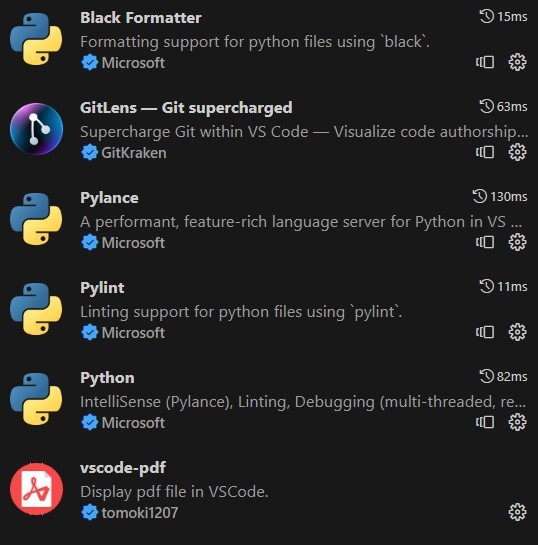 Black Formatter 15ms
Formatting support for python files using `black`.
Microsoft
GitLens — Git supercharged 63ms
Supercharge Git within VS Code — Visualize code authorship...
GitKraken
Pylance 130ms
A performant, feature-rich language server for Python in VS ...
Microsoft
Pylint 11ms
Linting support for python files using `pylint`.
Microsoft
Python 82ms
IntelliSense (Pylance), Linting, Debugging (multi-threaded, re...
Microsoft
vscode-pdf
Display pdf file in VSCode.
tomoki1207